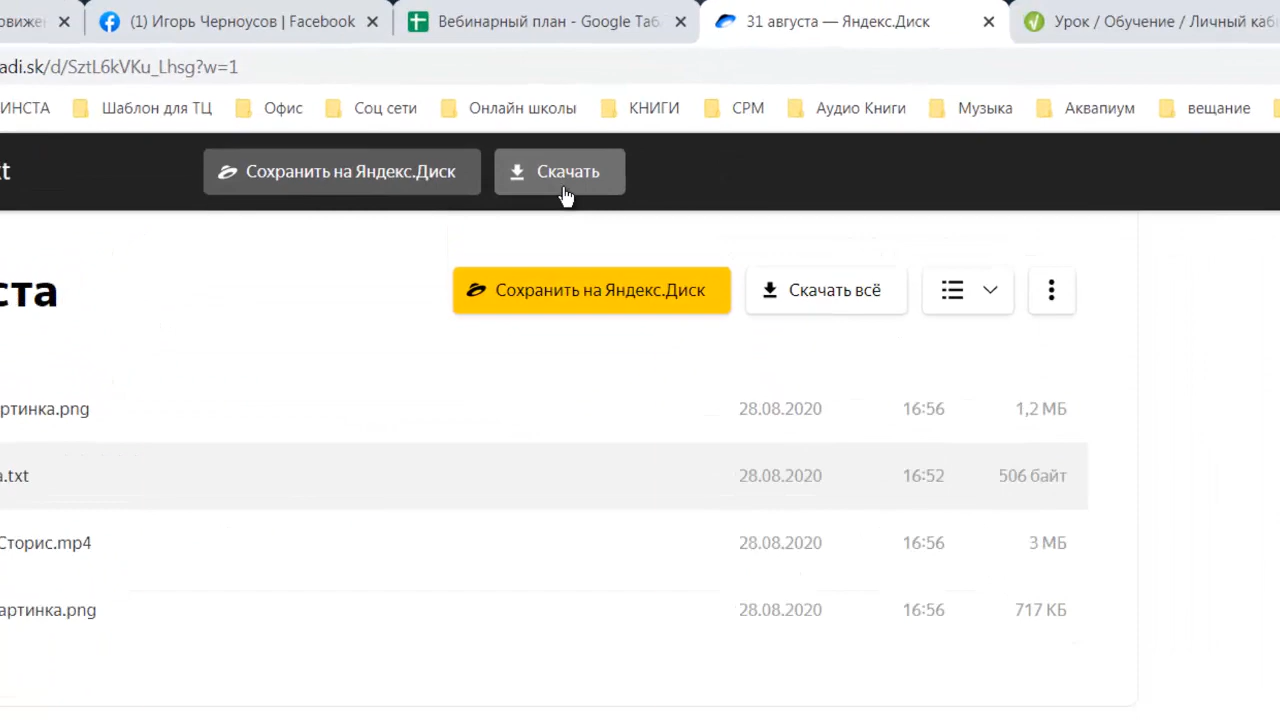 (1) Игорь Черноусов | Facebook
Вебинарный план - Google Таб
31 августа — Яндекс.Диск
Урок / Обучение / Личный каб
adi.sk/d/SztL6kVKu_Lhsg?w=1
ИНСТА
Шаблон для ТЦ
Офис
Соц сети
Онлайн школы
КНИГИ
СРМ
Аудио Книги
Музыка
Аквапиум
вещание
xt
Сохранить на Яндекс.Диск
Скачать
ста
Сохранить на Яндекс.Диск
Скачать всё
ртинка.png 28.08.2020 16:56 1,2 МБ
а.txt 28.08.2020 16:52 506 байт
Сторис.mp4 28.08.2020 16:56 3 МБ
артинка.png 28.08.2020 16:56 717 КБ